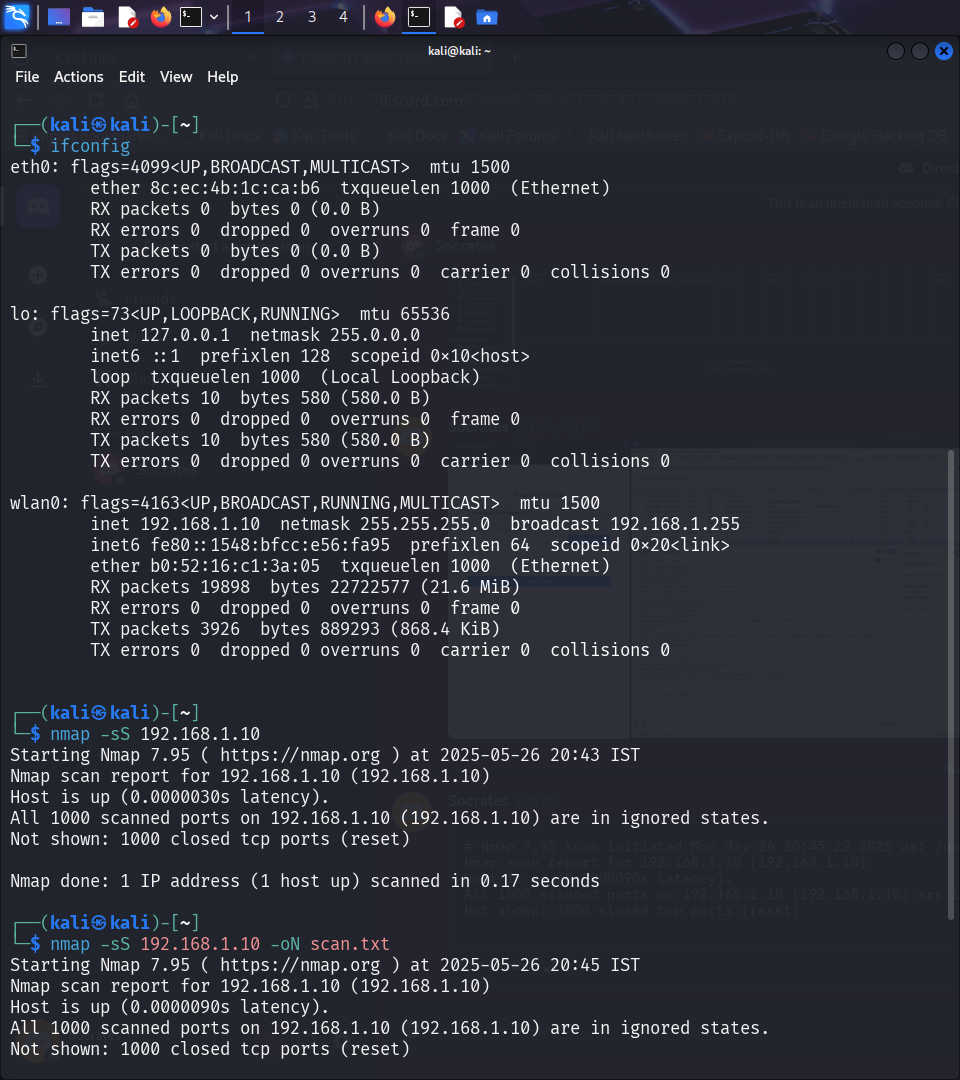 1 2 3 4
kali@kali: ~
File Actions Edit View Help
┌──(kali㉿kali)-[~]
└─$ ifconfig
eth0: flags=4099<UP,BROADCAST,MULTICAST>  mtu 1500
        ether 8c:ec:4b:1c:ca:b6  txqueuelen 1000  (Ethernet)
        RX packets 0  bytes 0 (0.0 B)
        RX errors 0  dropped 0  overruns 0  frame 0
        TX packets 0  bytes 0 (0.0 B)
        TX errors 0  dropped 0 overruns 0  carrier 0  collisions 0
lo: flags=73<UP,LOOPBACK,RUNNING>  mtu 65536
        inet 127.0.0.1  netmask 255.0.0.0
        inet6 ::1  prefixlen 128  scopeid 0×10<host>
        loop  txqueuelen 1000  (Local Loopback)
        RX packets 10  bytes 580 (580.0 B)
        RX errors 0  dropped 0  overruns 0  frame 0
        TX packets 10  bytes 580 (580.0 B)
        TX errors 0  dropped 0 overruns 0  carrier 0  collisions 0
wlan0: flags=4163<UP,BROADCAST,RUNNING,MULTICAST>  mtu 1500
        inet 192.168.1.10  netmask 255.255.255.0  broadcast 192.168.1.255
        inet6 fe80::1548:bfcc:e56:fa95  prefixlen 64  scopeid 0×20<link>
        ether b0:52:16:c1:3a:05  txqueuelen 1000  (Ethernet)
        RX packets 19898  bytes 22722577 (21.6 MiB)
        RX errors 0  dropped 0  overruns 0  frame 0
        TX packets 3926  bytes 889293 (868.4 KiB)
        TX errors 0  dropped 0 overruns 0  carrier 0  collisions 0
┌──(kali㉿kali)-[~]
└─$ nmap -sS 192.168.1.10
Starting Nmap 7.95 ( https://nmap.org ) at 2025-05-26 20:43 IST
Nmap scan report for 192.168.1.10 (192.168.1.10)
Host is up (0.0000030s latency).
All 1000 scanned ports on 192.168.1.10 (192.168.1.10) are in ignored states.
Not shown: 1000 closed tcp ports (reset)
Nmap done: 1 IP address (1 host up) scanned in 0.17 seconds
┌──(kali㉿kali)-[~]
└─$ nmap -sS 192.168.1.10 -oN scan.txt
Starting Nmap 7.95 ( https://nmap.org ) at 2025-05-26 20:45 IST
Nmap scan report for 192.168.1.10 (192.168.1.10)
Host is up (0.0000090s latency).
All 1000 scanned ports on 192.168.1.10 (192.168.1.10) are in ignored states.
Not shown: 1000 closed tcp ports (reset)